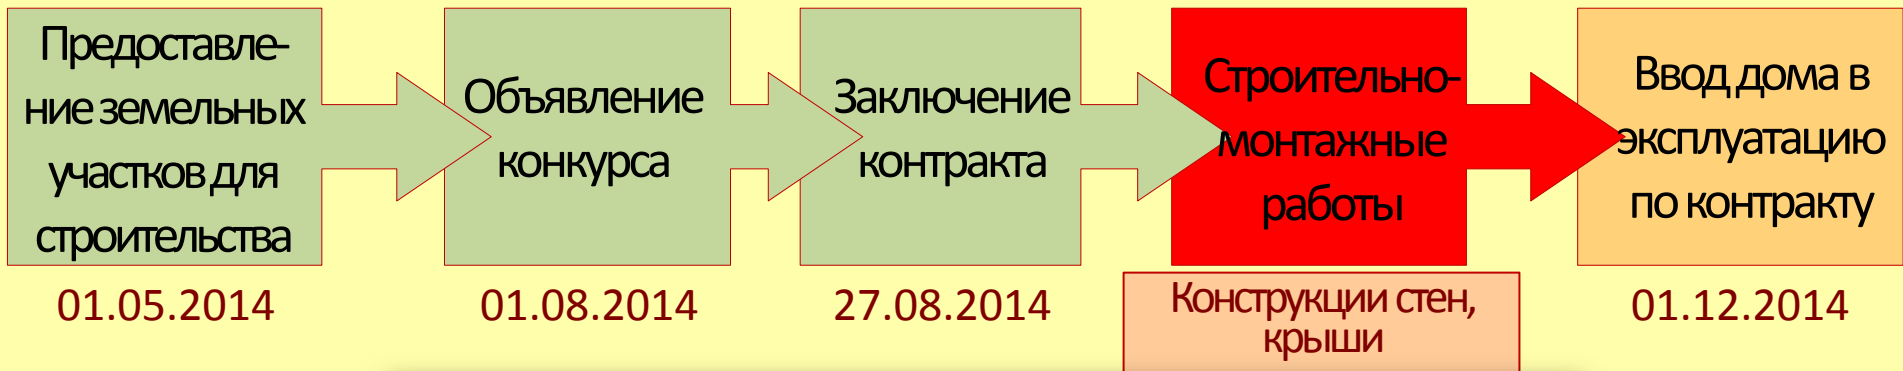 Предоставле-
ние земельных
участков для
строительства
01.05.2014
Объявление
конкурса
01.08.2014
Заключение
контракта
27.08.2014
Строительно-
монтажные
работы
Конструкции стен,
крыши
Ввод дома в
эксплуатацию
по контракту
01.12.2014